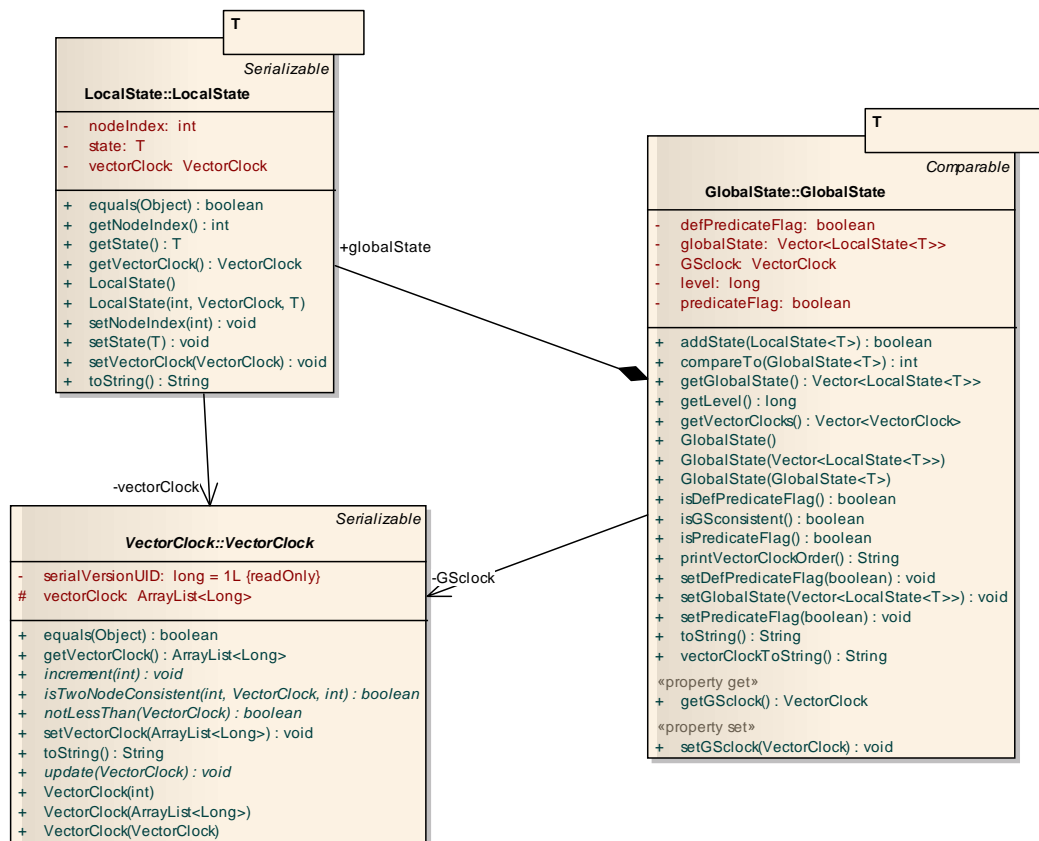 T
Serializable
LocalState::LocalState
- nodeIndex: int
- state: T
- vectorClock: VectorClock
+ equals(Object) : boolean
+ getNodeIndex() : int
+ getState() : T
+ getVectorClock() : VectorClock
+ LocalState()
+ LocalState(int, VectorClock, T)
+ setNodeIndex(int) : void
+ setState(T) : void
+ setVectorClock(VectorClock) : void
+ toString() : String
+globalState
T
Comparable
GlobalState::GlobalState
- defPredicateFlag: boolean
- globalState: Vector<LocalState<T>>
- GSclock: VectorClock
- level: long
- predicateFlag: boolean
+ addState(LocalState<T>) : boolean
+ compareTo(GlobalState<T>) : int
+ getGlobalState() : Vector<LocalState<T>>
+ getLevel() : long
+ getVectorClocks() : Vector<VectorClock>
+ GlobalState()
+ GlobalState(Vector<LocalState<T>>)
+ GlobalState(GlobalState<T>)
+ isDefPredicateFlag() : boolean
+ isGSconsistent() : boolean
+ isPredicateFlag() : boolean
+ printVectorClockOrder() : String
+ setDefPredicateFlag(boolean) : void
+ setGlobalState(Vector<LocalState<T>>) : void
+ setPredicateFlag(boolean) : void
+ toString() : String
+ vectorClockToString() : String
«property get»
+ getGSclock() : VectorClock
«property set»
+ setGSclock(VectorClock) : void
-vectorClock
-GSclock
Serializable
VectorClock::VectorClock
- serialVersionUID: long = 1L {readOnly}
# vectorClock: ArrayList<Long>
+ equals(Object) : boolean
+ getVectorClock() : ArrayList<Long>
+ increment(int) : void
+ isTwoNodeConsistent(int, VectorClock, int) : boolean
+ notLessThan(VectorClock) : boolean
+ setVectorClock(ArrayList<Long>) : void
+ toString() : String
+ update(VectorClock) : void
+ VectorClock(int)
+ VectorClock(ArrayList<Long>)
+ VectorClock(VectorClock)